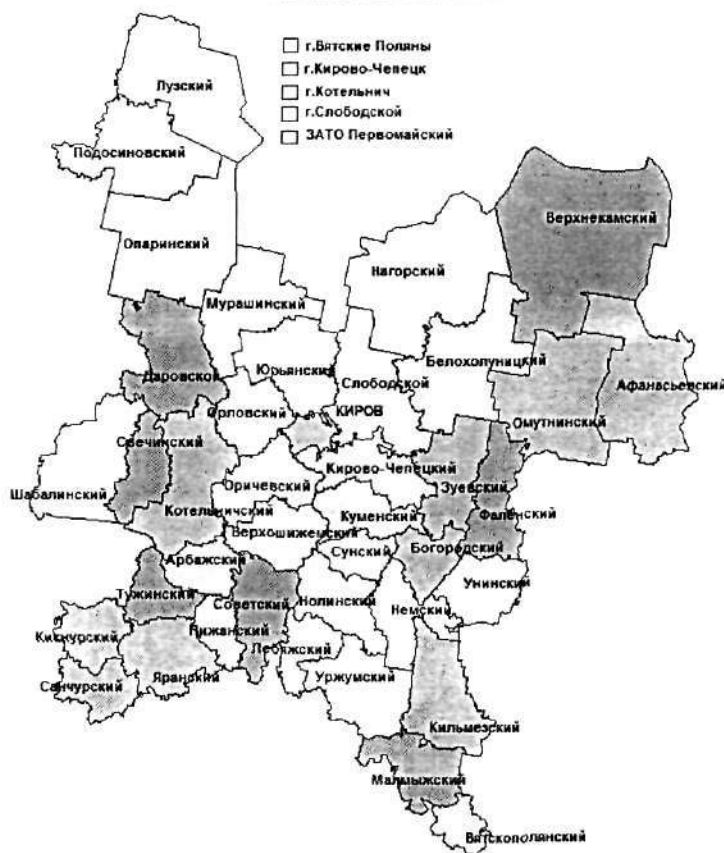 г.Вятские Поляны
г.Кирово-Чепецк
г.Котельнич
г.Слободской
ЗАТО Первомайский
Лузский
Подосиновский
Опаринский
Верхнекамский
Нагорский
Мурашинский
Юрьянский
Слободской
Белохолуницкий
Даровской
Афанасьевский
Омутнинский
Орловский
КИРОВ
Свечинский
Кирово-Чепецкий
Зуевский
Шабалинский
Оричевский
Котельничский
Куменский
Фаленский
Верхошижемский
Богородский
Сунский
Арбажский
Унинский
Тужинский
Советский
Нолинский
Немский
Кикнурский
Пижанский
Лебяжский
Санчурский
Яранский
Уржумский
Кильмезский
Малмыжский
Вятскополянский